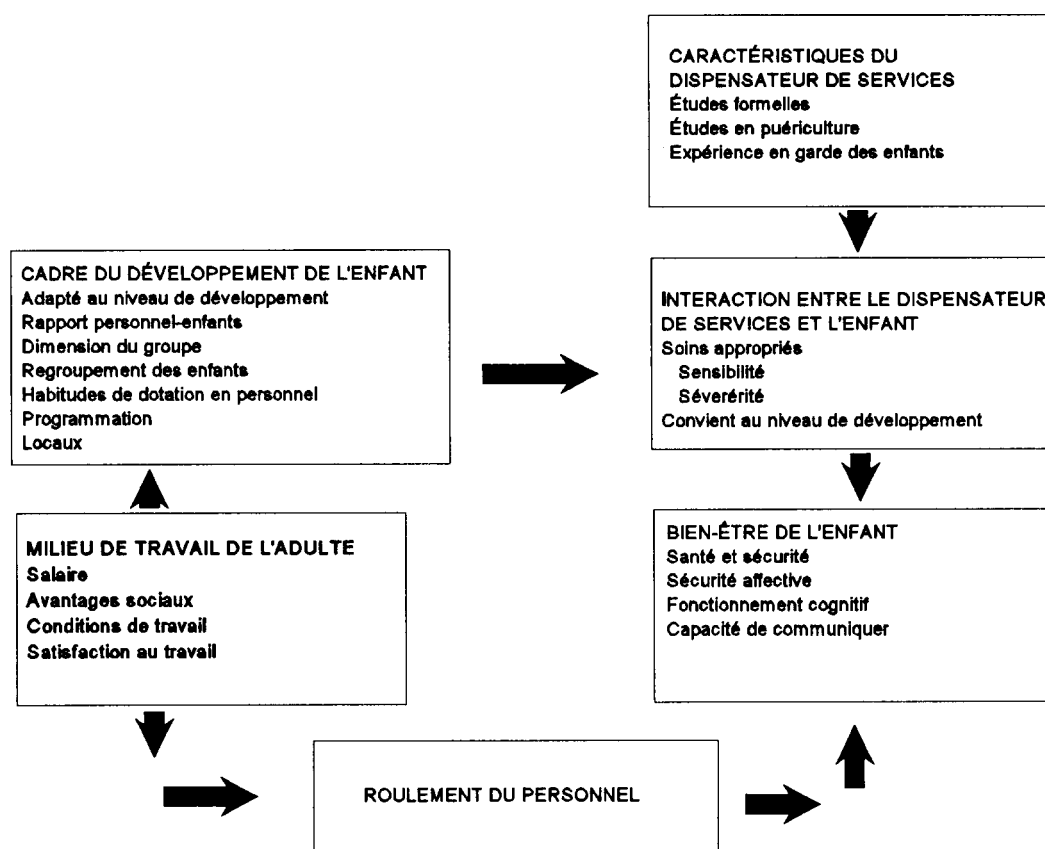 CARACTÉRISTIQUES DU
DISPENSATEUR DE SERVICES
Études formelles
Études en puériculture
Expérience en garde des enfants
CADRE DU DÉVELOPPEMENT DE L'ENFANT
Adapté au niveau de développement
Rapport personnel-enfants
Dimension du groupe
Regroupement des enfants
Habitudes de dotation en personnel
Programmation
Locaux
INTERACTION ENTRE LE DISPENSATEUR
DE SERVICES ET L'ENFANT
Soins appropriés
Sensibilité
Séverérité
Convient au niveau de développement
MILIEU DE TRAVAIL DE L'ADULTE
Salaire
Avantages sociaux
Conditions de travail
Satisfaction au travail
BIEN-ÊTRE DE L'ENFANT
Santé et sécurité
Sécurité affective
Fonctionnement cognitif
Capacité de communiquer
ROULEMENT DU PERSONNEL